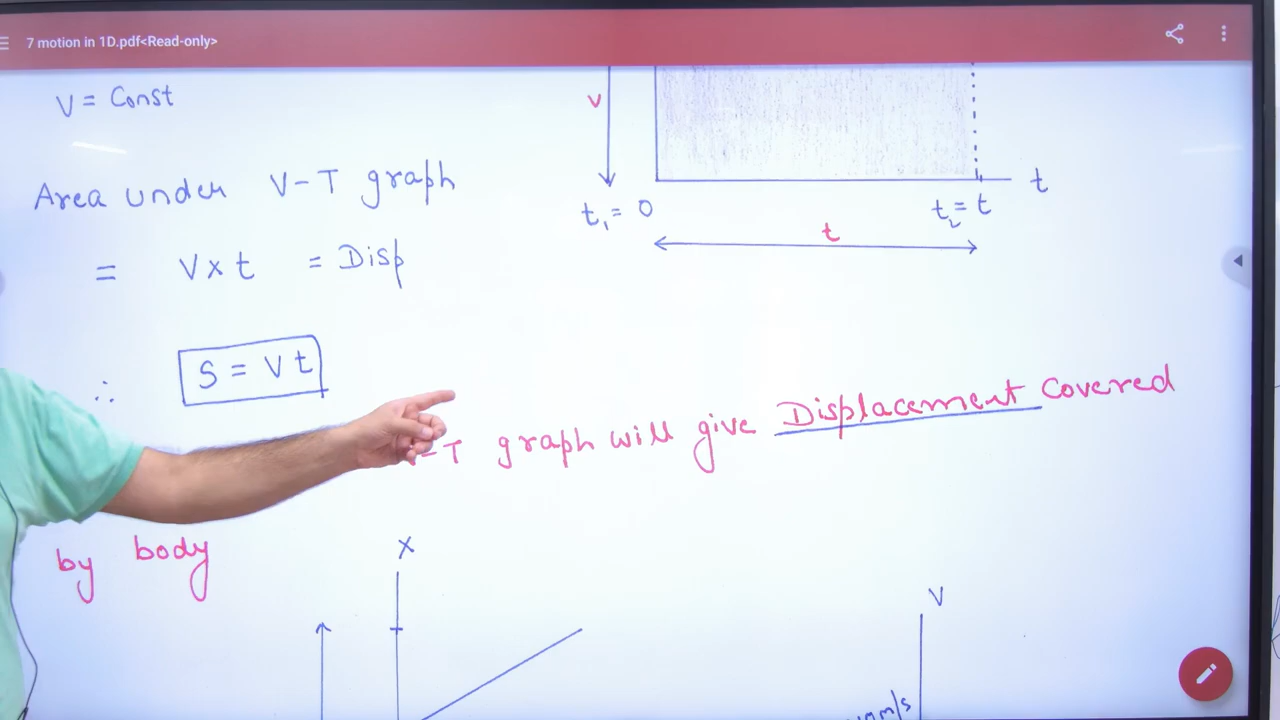 7 motion in 1D.pdf<Read-only>
V = Const
V
Area under V-T graph
t
t₁ = 0
t₂ = t
t
= V x t = Disp
∴ S = Vt
-T graph will give Displacement Covered
by body
X
V
m/s